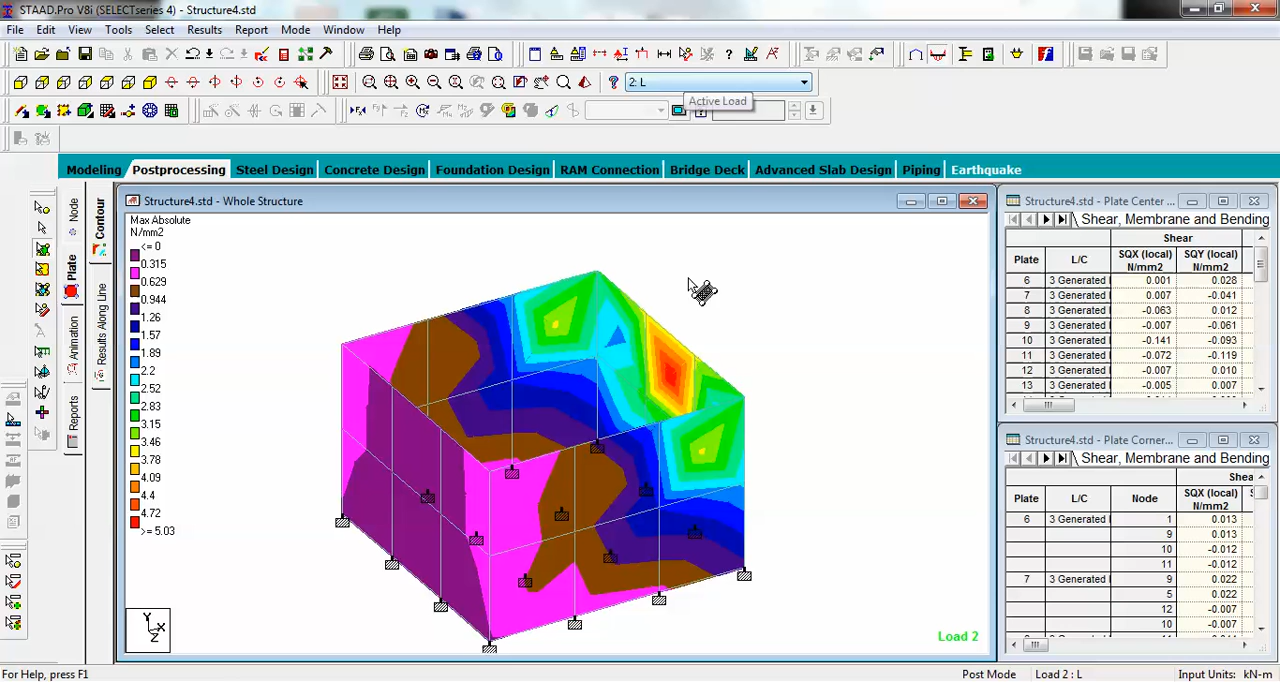 STAAD.Pro V8i (SELECTseries 4) - Structure4.std
File Edit View Tools Select Results Report Mode Window Help
2: L
Active Load
Modeling Postprocessing Steel Design Concrete Design Foundation Design RAM Connection Bridge Deck Advanced Slab Design Piping Earthquake
Node
Plate
Animation
Reports
Contour
Results Along Line
Structure4.std - Whole Structure
Max Absolute
N/mm2
<= 0
0.315
0.629
0.944
1.26
1.57
1.89
2.2
2.52
2.83
3.15
3.46
3.78
4.09
4.4
4.72
>= 5.03
Y
X
Z
Load 2
Structure4.std - Plate Center ...
Shear, Membrane and Bending
Shear
Plate L/C SQX (local) N/mm2 SQY (local) N/mm2
6 3 Generated 0.001 0.028
7 3 Generated 0.007 -0.041
8 3 Generated -0.063 0.012
9 3 Generated -0.007 -0.061
10 3 Generated -0.141 -0.093
11 3 Generated -0.072 -0.119
12 3 Generated -0.007 0.010
13 3 Generated -0.005 0.007
Structure4.std - Plate Corner...
Shear, Membrane and Bending
Shea
Plate L/C Node SQX (local) N/mm2
6 3 Generated 1 0.013
9 0.013
10 -0.012
11 -0.012
7 3 Generated 9 0.022
5 0.022
12 -0.007
10 -0.007
For Help, press F1
Post Mode
Load 2 : L
Input Units: kN-m